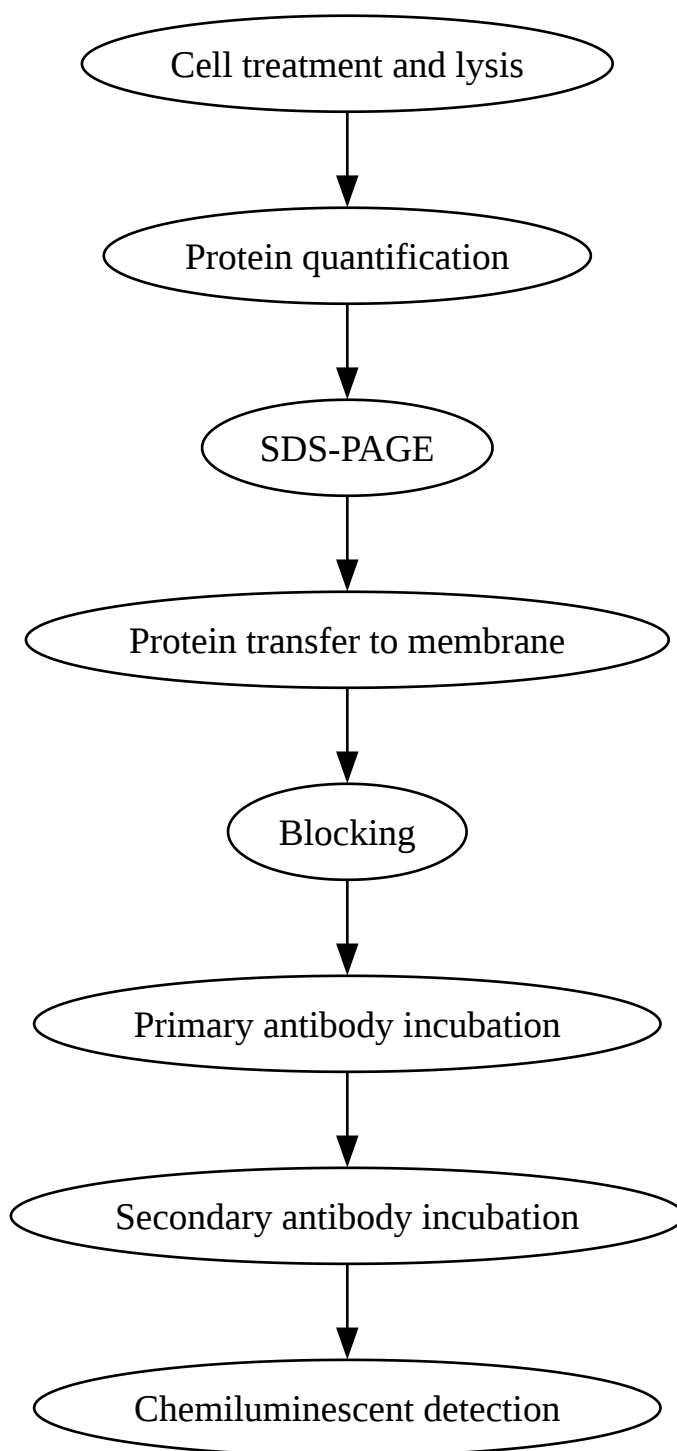 Cell treatment and lysis
Protein quantification
SDS-PAGE
Protein transfer to membrane
Blocking
Primary antibody incubation
Secondary antibody incubation
Chemiluminescent detection